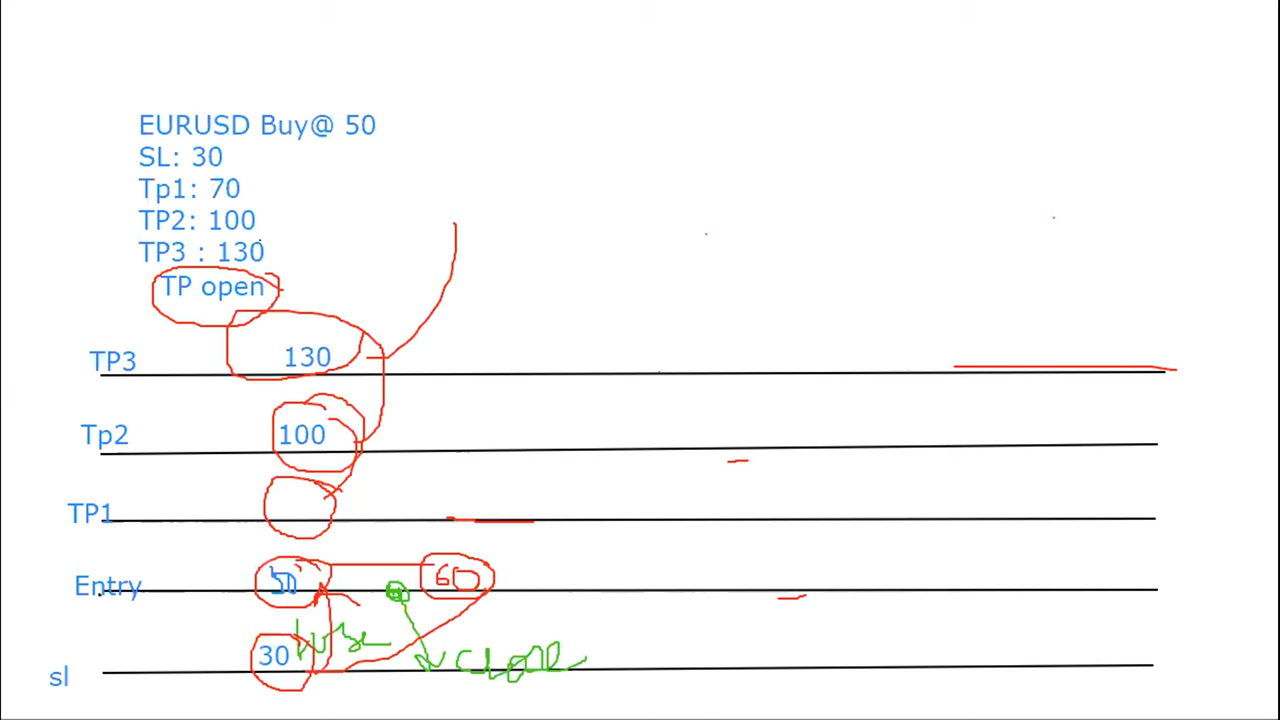 EURUSD Buy@ 50
SL: 30
Tp1: 70
TP2: 100
TP3 : 130
TP open
TP3 130
Tp2 100
TP1
Entry 50 60
sl 30 close